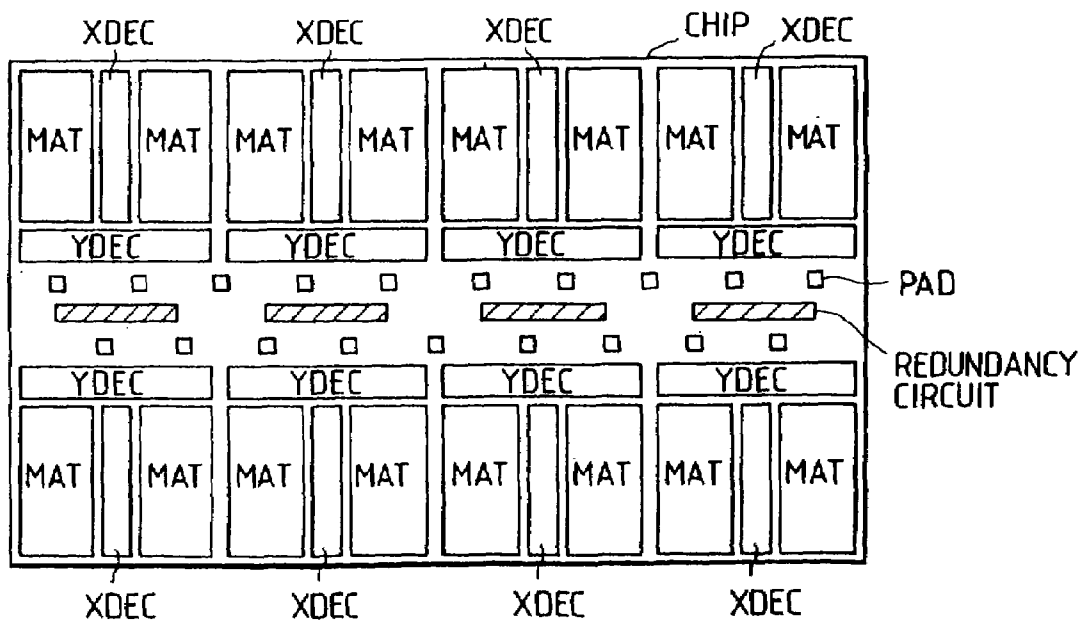 XDEC XDEC XDEC CHIP XDEC
MAT MAT MAT MAT MAT MAT MAT MAT
YDEC YDEC YDEC YDEC
PAD
REDUNDANCY
CIRCUIT
YDEC YDEC YDEC YDEC
MAT MAT MAT MAT MAT MAT MAT MAT
XDEC XDEC XDEC XDEC